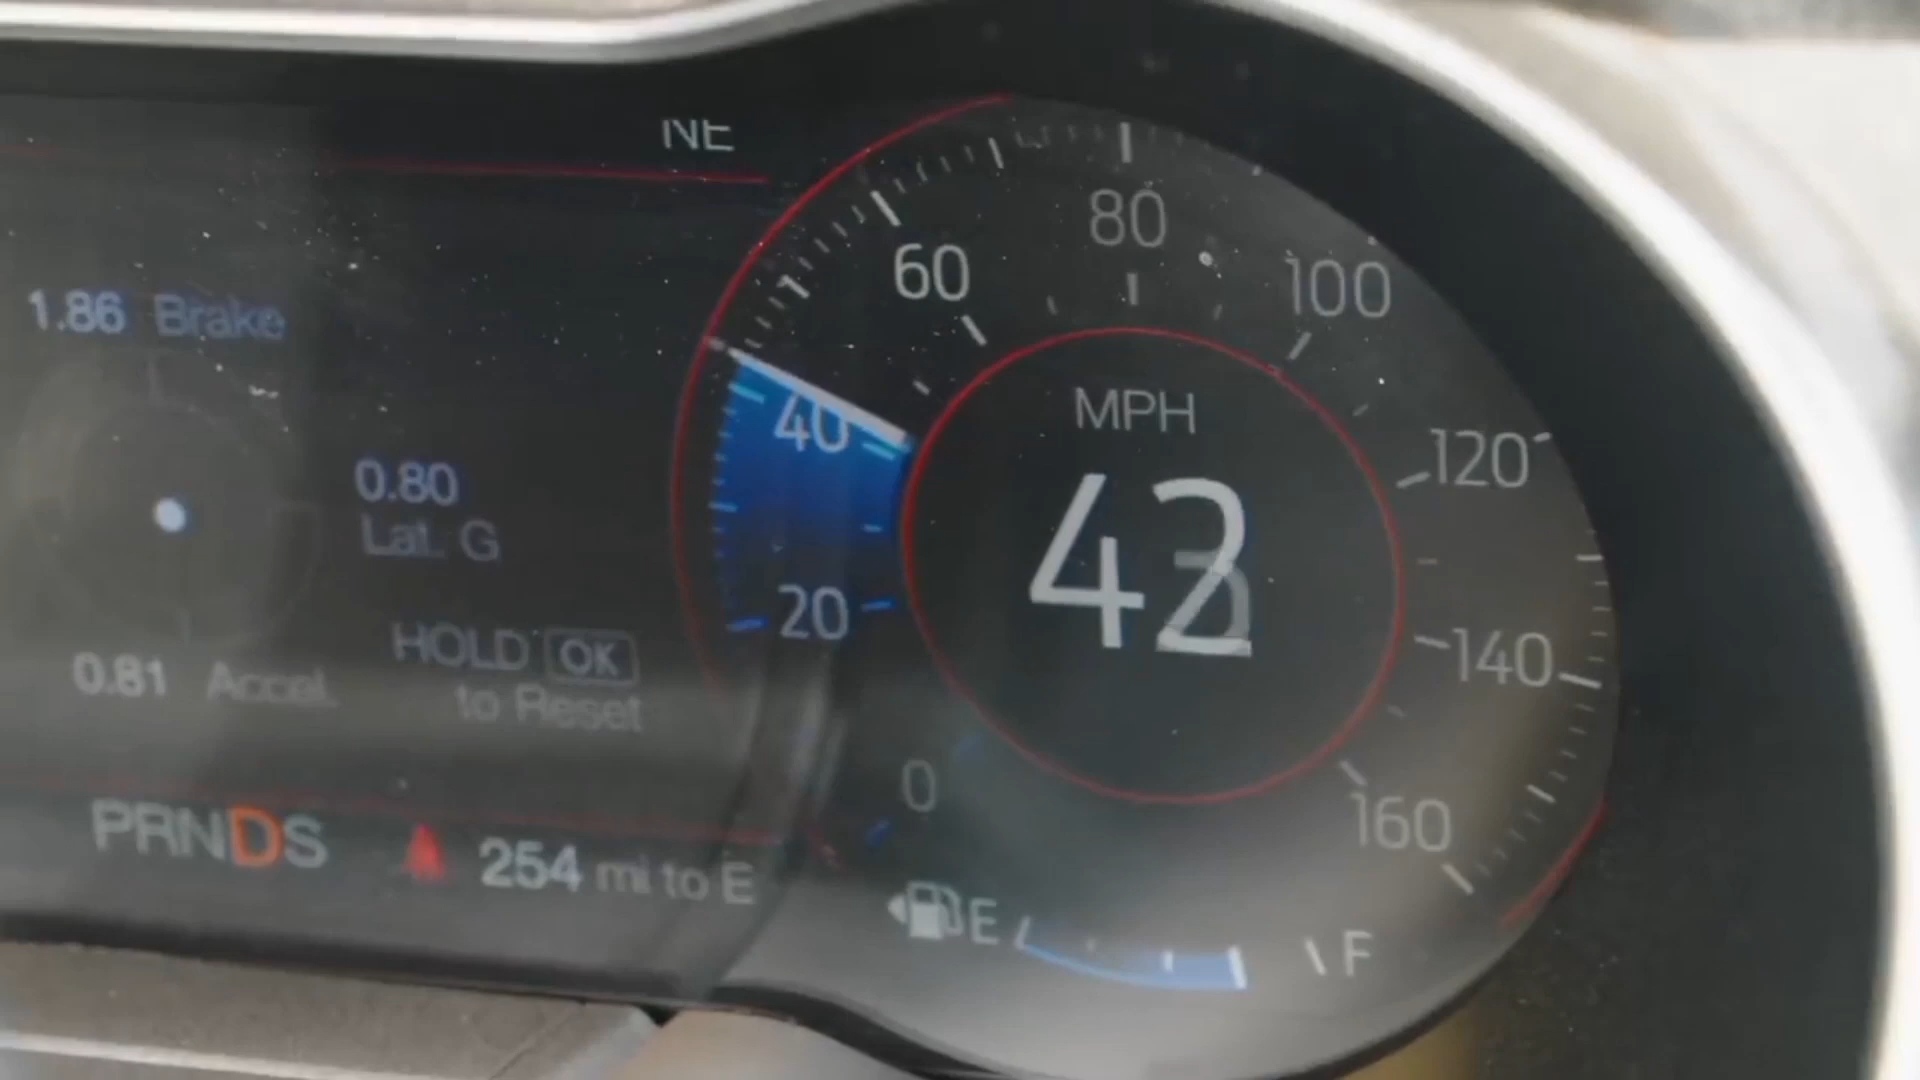 NE
1.86 Brake
0.80
Lat. G
0.81 Accel.
HOLD OK
to Reset
PRNDS
254 mi to E
0
20
40
60
80
100
120
140
160
MPH
42
E
F